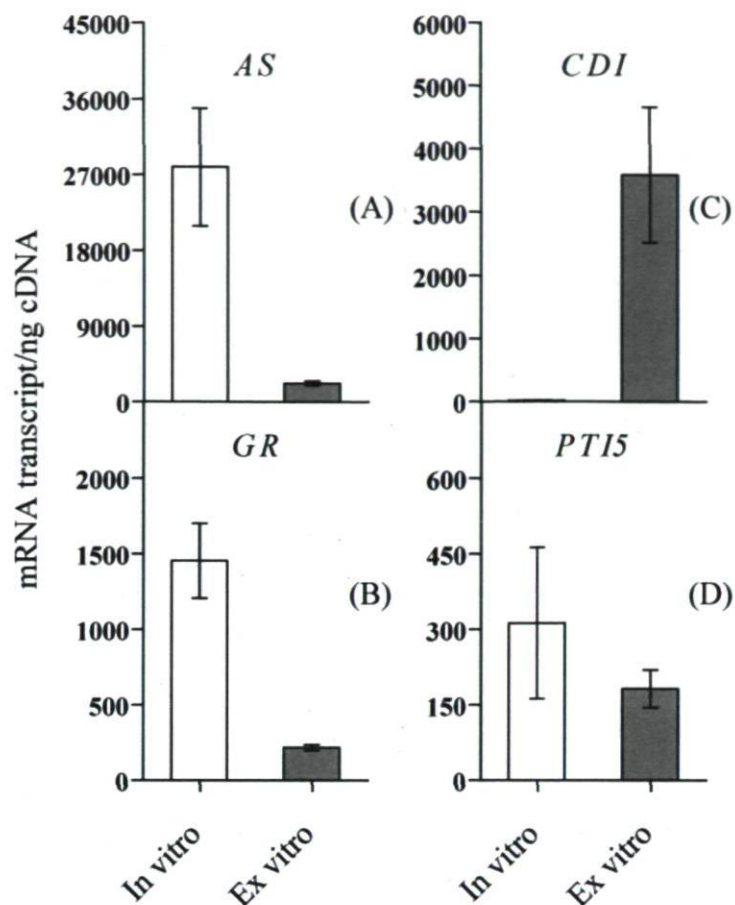 mRNA transcript/ng cDNA
45000
36000
27000
18000
9000
0
AS
(A)
6000
5000
4000
3000
2000
1000
0
CDI
(C)
2000
1500
1000
500
0
GR
(B)
In vitro
Ex vitro
600
450
300
150
0
PTI5
(D)
In vitro
Ex vitro